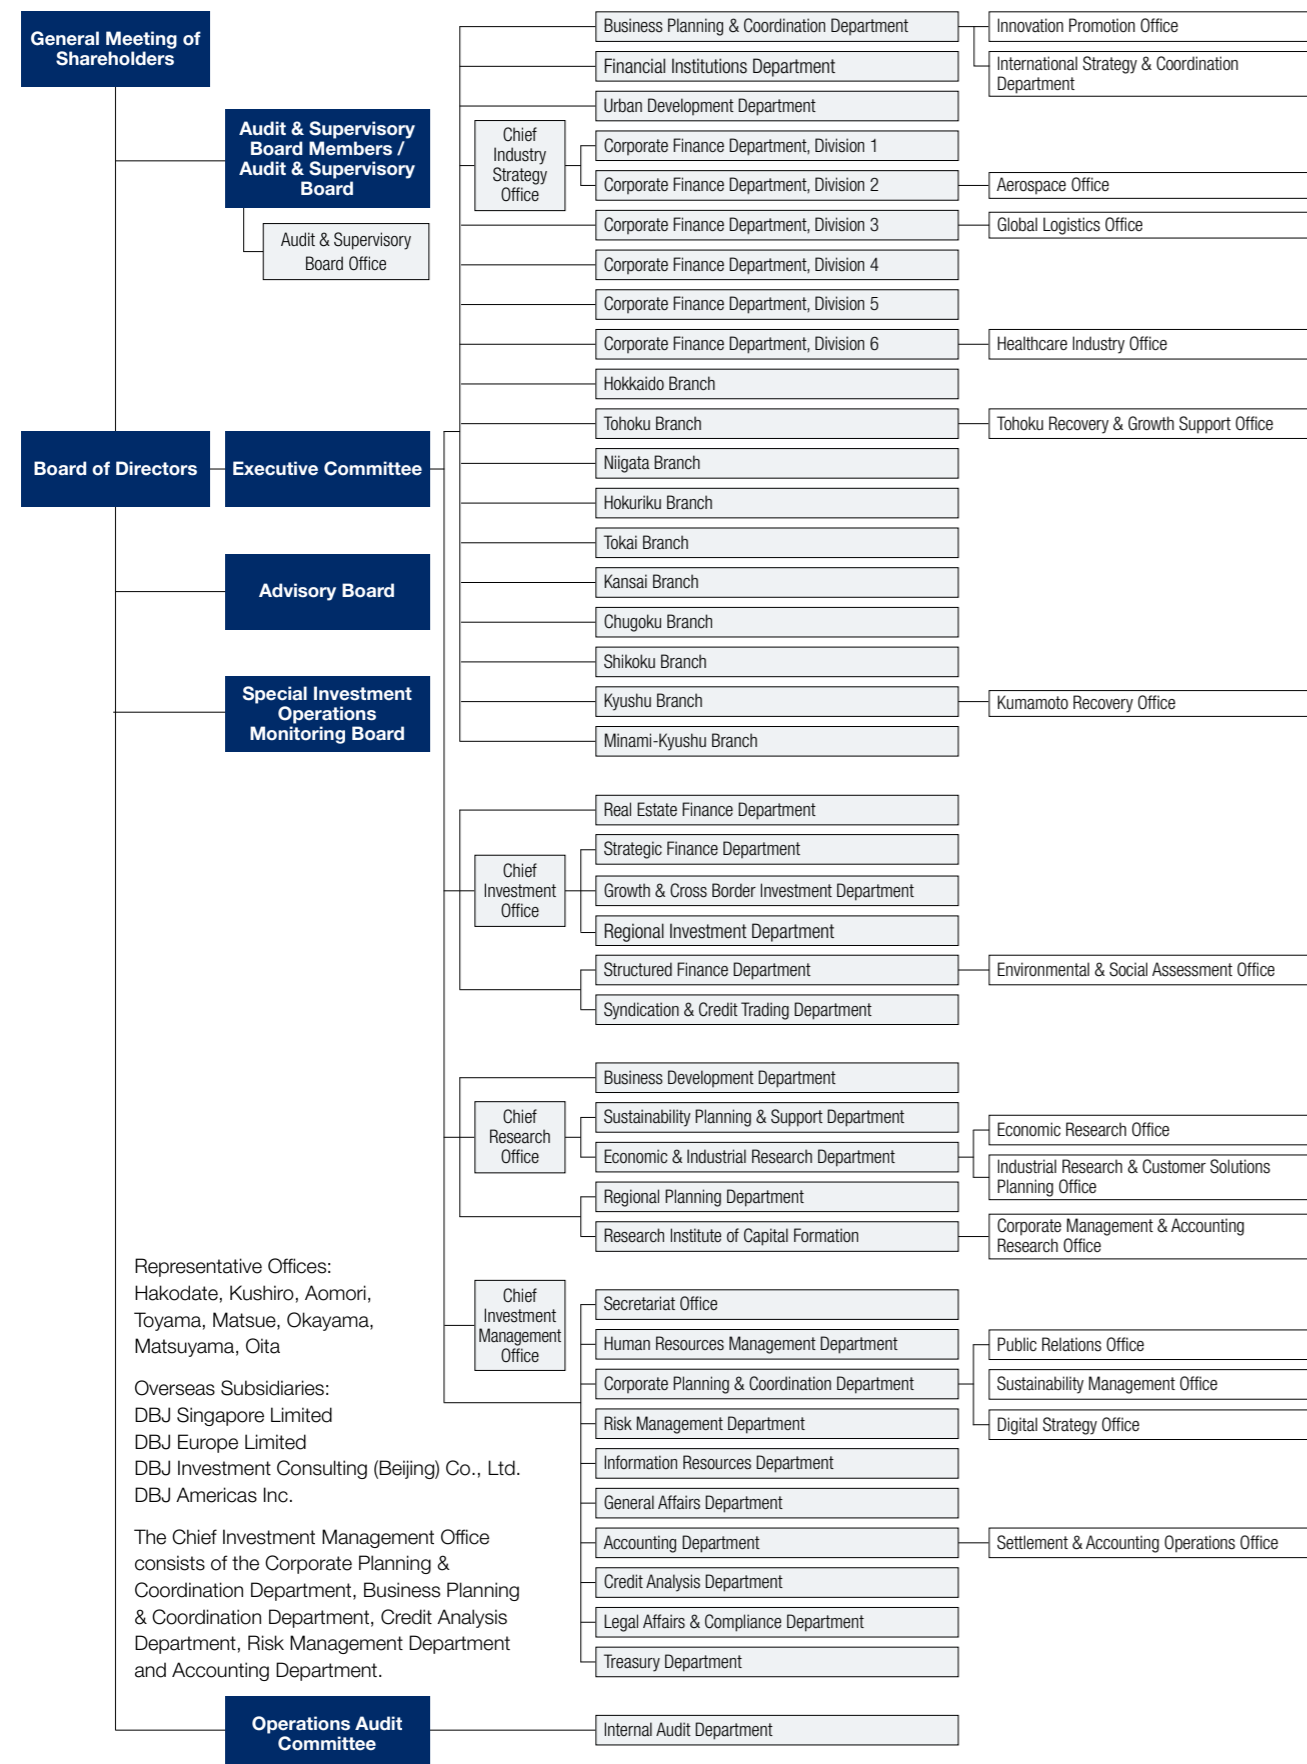 General Meeting of
Shareholders
Audit & Supervisory
Board Members /
Audit & Supervisory
Board
Audit & Supervisory
Board Office
Board of Directors
Executive Committee
Advisory Board
Special Investment
Operations
Monitoring Board
Business Planning & Coordination Department
Innovation Promotion Office
International Strategy & Coordination
Department
Financial Institutions Department
Urban Development Department
Chief
Industry
Strategy
Office
Corporate Finance Department, Division 1
Corporate Finance Department, Division 2
Aerospace Office
Corporate Finance Department, Division 3
Global Logistics Office
Corporate Finance Department, Division 4
Corporate Finance Department, Division 5
Corporate Finance Department, Division 6
Healthcare Industry Office
Hokkaido Branch
Tohoku Branch
Tohoku Recovery & Growth Support Office
Niigata Branch
Hokuriku Branch
Tokai Branch
Kansai Branch
Chugoku Branch
Shikoku Branch
Kyushu Branch
Kumamoto Recovery Office
Minami-Kyushu Branch
Real Estate Finance Department
Chief
Investment
Office
Strategic Finance Department
Growth & Cross Border Investment Department
Regional Investment Department
Structured Finance Department
Environmental & Social Assessment Office
Syndication & Credit Trading Department
Business Development Department
Chief
Research
Office
Sustainability Planning & Support Department
Economic & Industrial Research Department
Economic Research Office
Industrial Research & Customer Solutions
Planning Office
Regional Planning Department
Research Institute of Capital Formation
Corporate Management & Accounting
Research Office
Chief
Investment
Management
Office
Secretariat Office
Human Resources Management Department
Corporate Planning & Coordination Department
Public Relations Office
Sustainability Management Office
Digital Strategy Office
Risk Management Department
Information Resources Department
General Affairs Department
Accounting Department
Settlement & Accounting Operations Office
Credit Analysis Department
Legal Affairs & Compliance Department
Treasury Department
Representative Offices:
Hakodate, Kushiro, Aomori,
Toyama, Matsue, Okayama,
Matsuyama, Oita
Overseas Subsidiaries:
DBJ Singapore Limited
DBJ Europe Limited
DBJ Investment Consulting (Beijing) Co., Ltd.
DBJ Americas Inc.
The Chief Investment Management Office
consists of the Corporate Planning &
Coordination Department, Business Planning
& Coordination Department, Credit Analysis
Department, Risk Management Department
and Accounting Department.
Operations Audit
Committee
Internal Audit Department